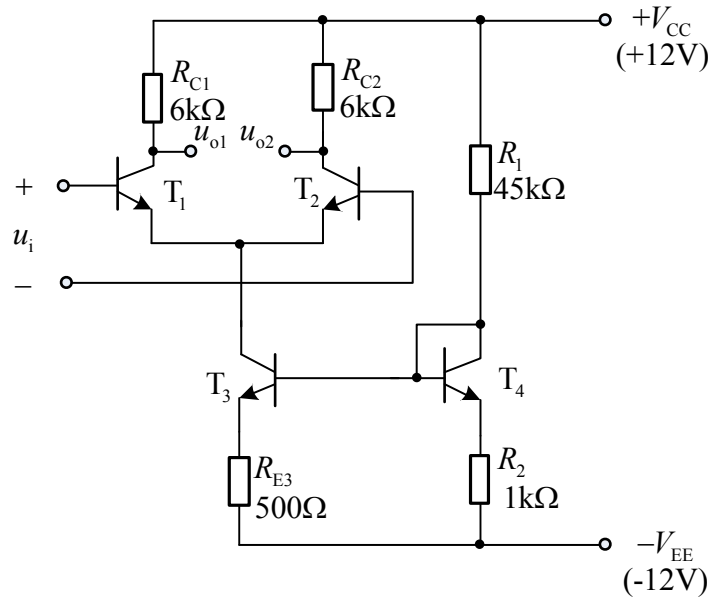 +V_CC
(+12V)
R_C1
6kΩ
R_C2
6kΩ
u_o1
u_o2
R_1
45kΩ
+
T_1
T_2
u_i
−
T_3
T_4
R_E3
500Ω
R_2
1kΩ
−V_EE
(-12V)